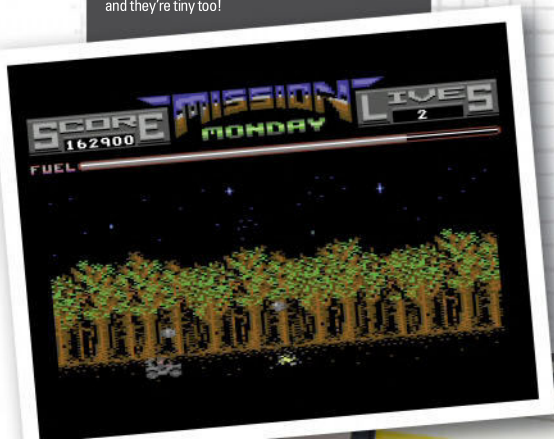 and they're tiny too!
MISSION
SCORE
LIVES
MONDAY
162900
2
FUEL